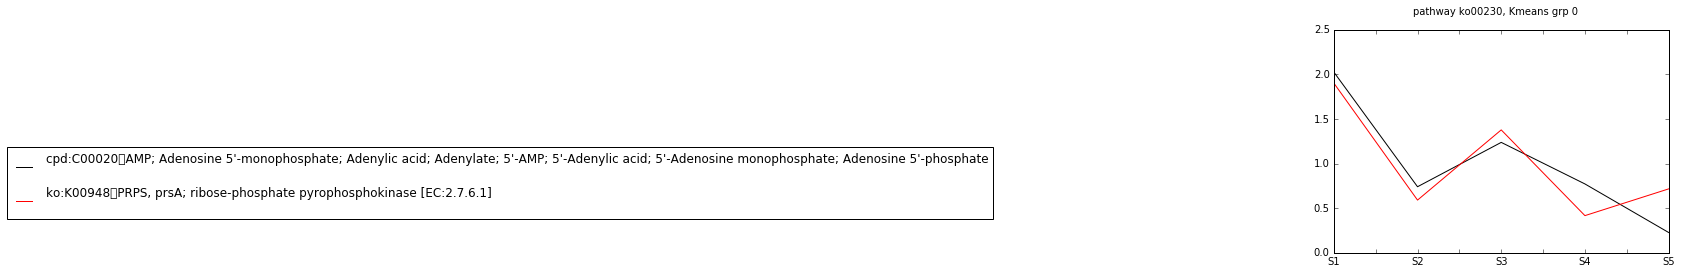 pathway ko00230, Kmeans grp 0
2.5
2.0
1.5
1.0
0.5
0.0
S1 S2 S3 S4 S5
cpd:C00020▯AMP; Adenosine 5'-monophosphate; Adenylic acid; Adenylate; 5'-AMP; 5'-Adenylic acid; 5'-Adenosine monophosphate; Adenosine 5'-phosphate
ko:K00948▯PRPS, prsA; ribose-phosphate pyrophosphokinase [EC:2.7.6.1]